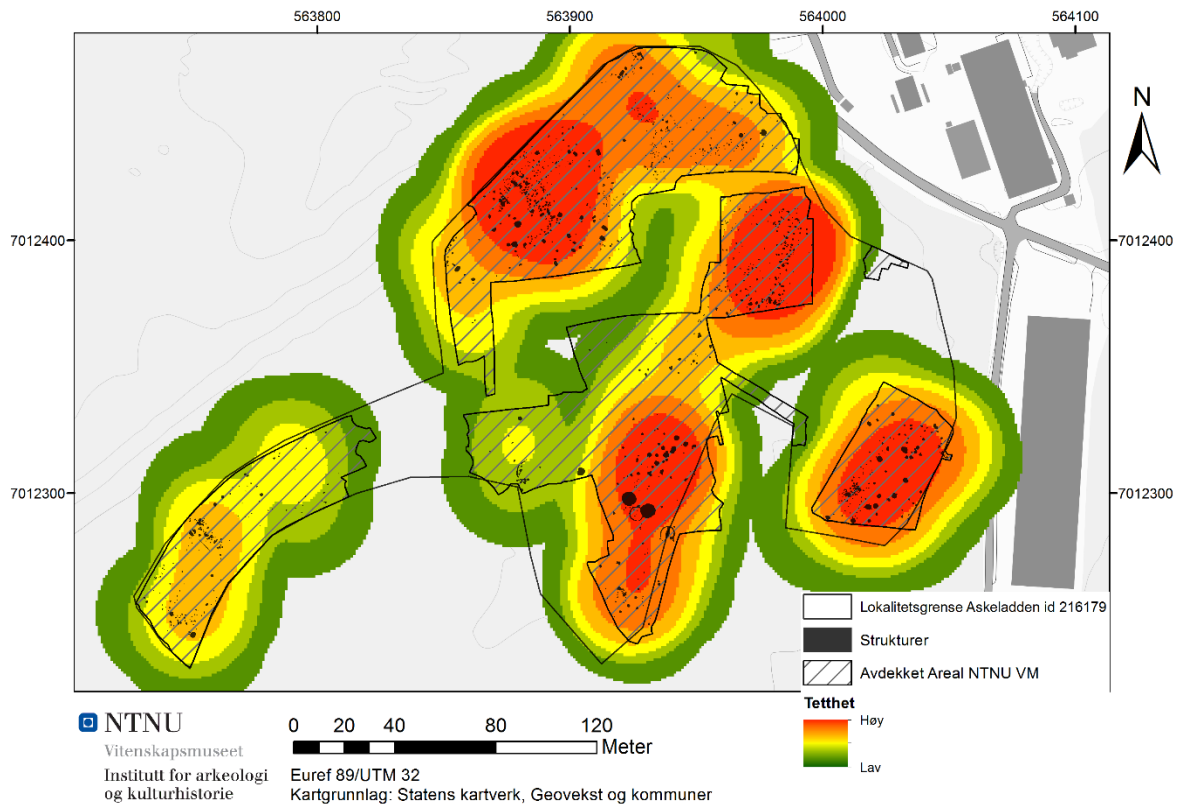 563800 563900 564000 564100
7012400 7012400
N
7012300 7012300
Lokalitetsgrense Askeladden id 216179
Strukturer
Avdekket Areal NTNU VM
Tetthet
Høy
Lav
NTNU
Vitenskapsmuseet
Institutt for arkeologi
og kulturhistorie
0 20 40 80 120
Meter
Euref 89/UTM 32
Kartgrunnlag: Statens kartverk, Geovekst og kommuner